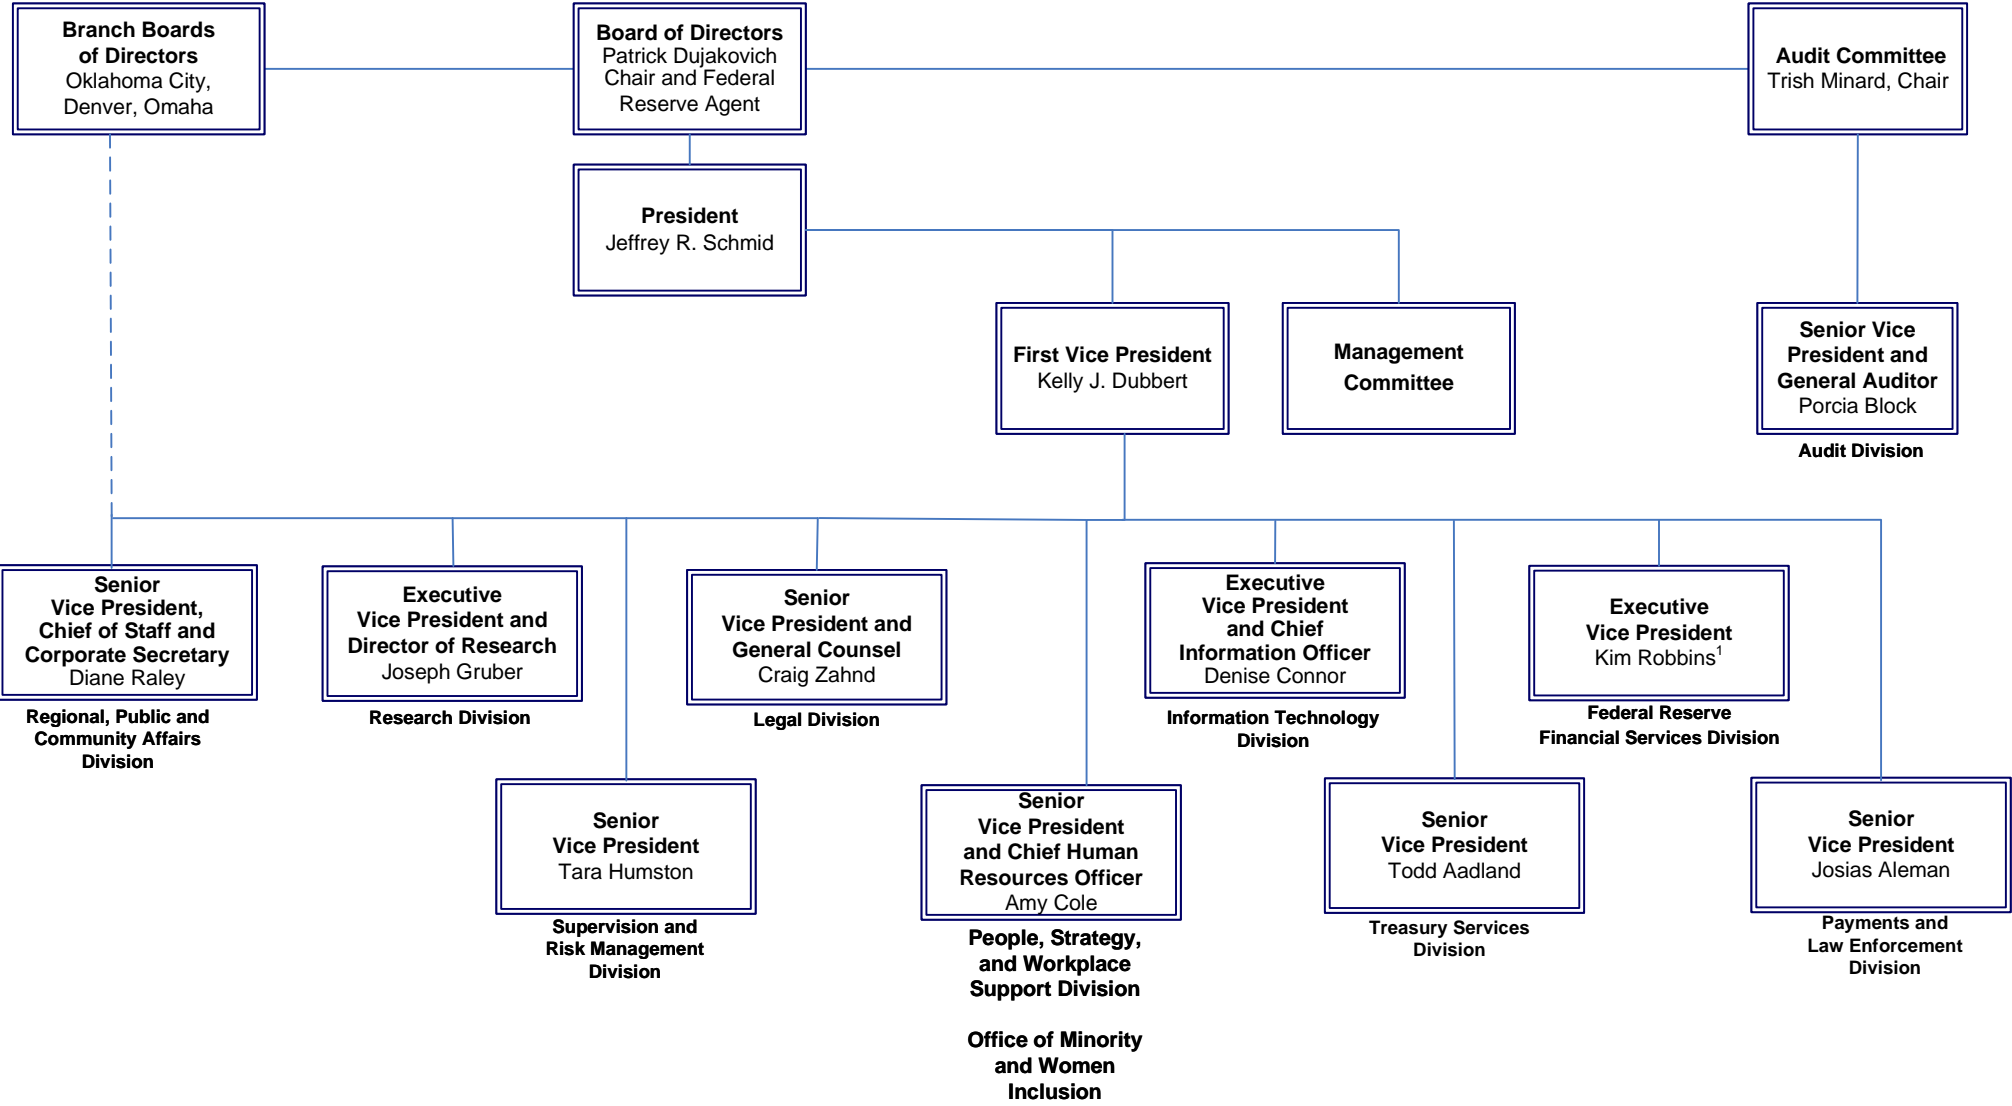 Branch Boards
of Directors
Oklahoma City,
Denver, Omaha
Board of Directors
Patrick Dujakovich
Chair and Federal
Reserve Agent
Audit Committee
Trish Minard, Chair
President
Jeffrey R. Schmid
First Vice President
Kelly J. Dubbert
Management
Committee
Senior Vice
President and
General Auditor
Porcia Block
Audit Division
Senior
Vice President,
Chief of Staff and
Corporate Secretary
Diane Raley
Regional, Public and
Community Affairs
Division
Executive
Vice President and
Director of Research
Joseph Gruber
Research Division
Senior
Vice President and
General Counsel
Craig Zahnd
Legal Division
Executive
Vice President
and Chief
Information Officer
Denise Connor
Information Technology
Division
Executive
Vice President
Kim Robbins¹
Federal Reserve
Financial Services Division
Senior
Vice President
Tara Humston
Supervision and
Risk Management
Division
Senior
Vice President
and Chief Human
Resources Officer
Amy Cole
People, Strategy,
and Workplace
Support Division
Office of Minority
and Women
Inclusion
Senior
Vice President
Todd Aadland
Treasury Services
Division
Senior
Vice President
Josias Aleman
Payments and
Law Enforcement
Division